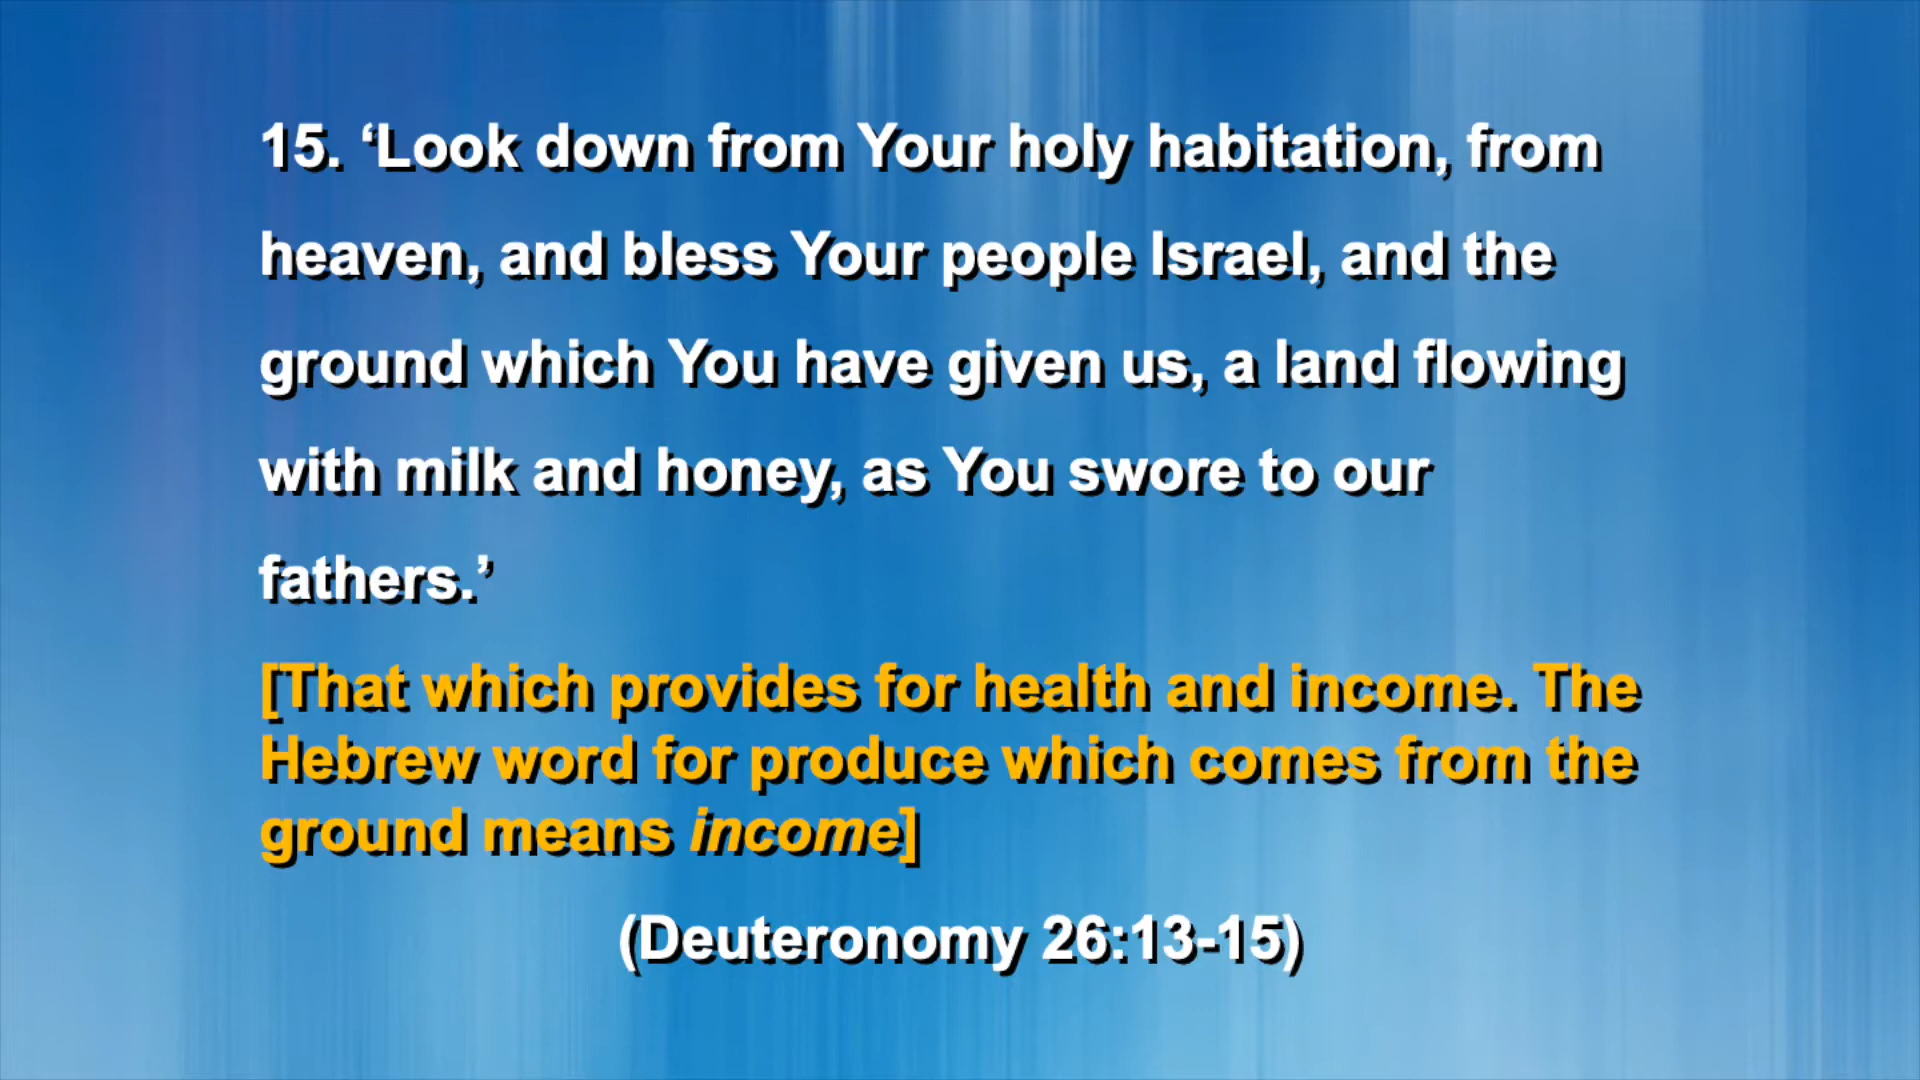 15. ‘Look down from Your holy habitation, from
heaven, and bless Your people Israel, and the
ground which You have given us, a land flowing
with milk and honey, as You swore to our
fathers.’
[That which provides for health and income. The
Hebrew word for produce which comes from the
ground means income]
(Deuteronomy 26:13-15)